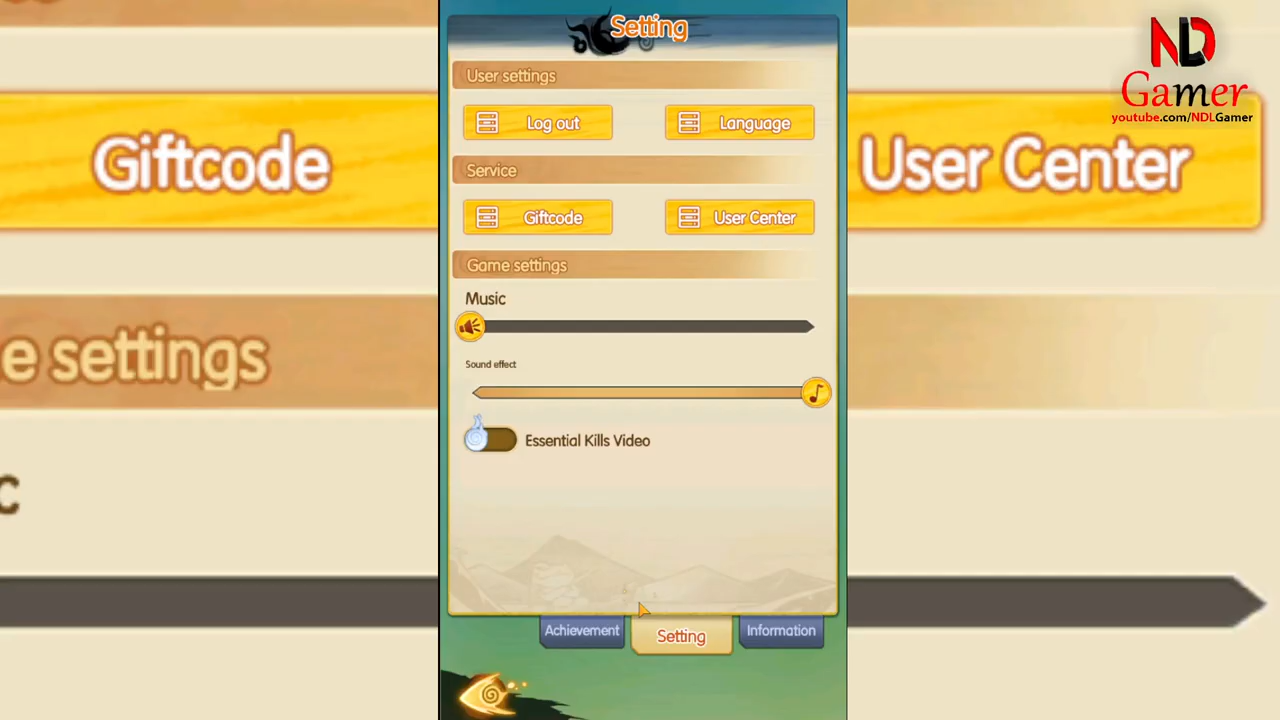 Setting
User settings
Log out
Language
Service
Giftcode
User Center
Game settings
Music
Sound effect
Essential Kills Video
Achievement
Setting
Information
NDL
Gamer
youtube.com/NDLGamer
Giftcode
User Center
e settings
c